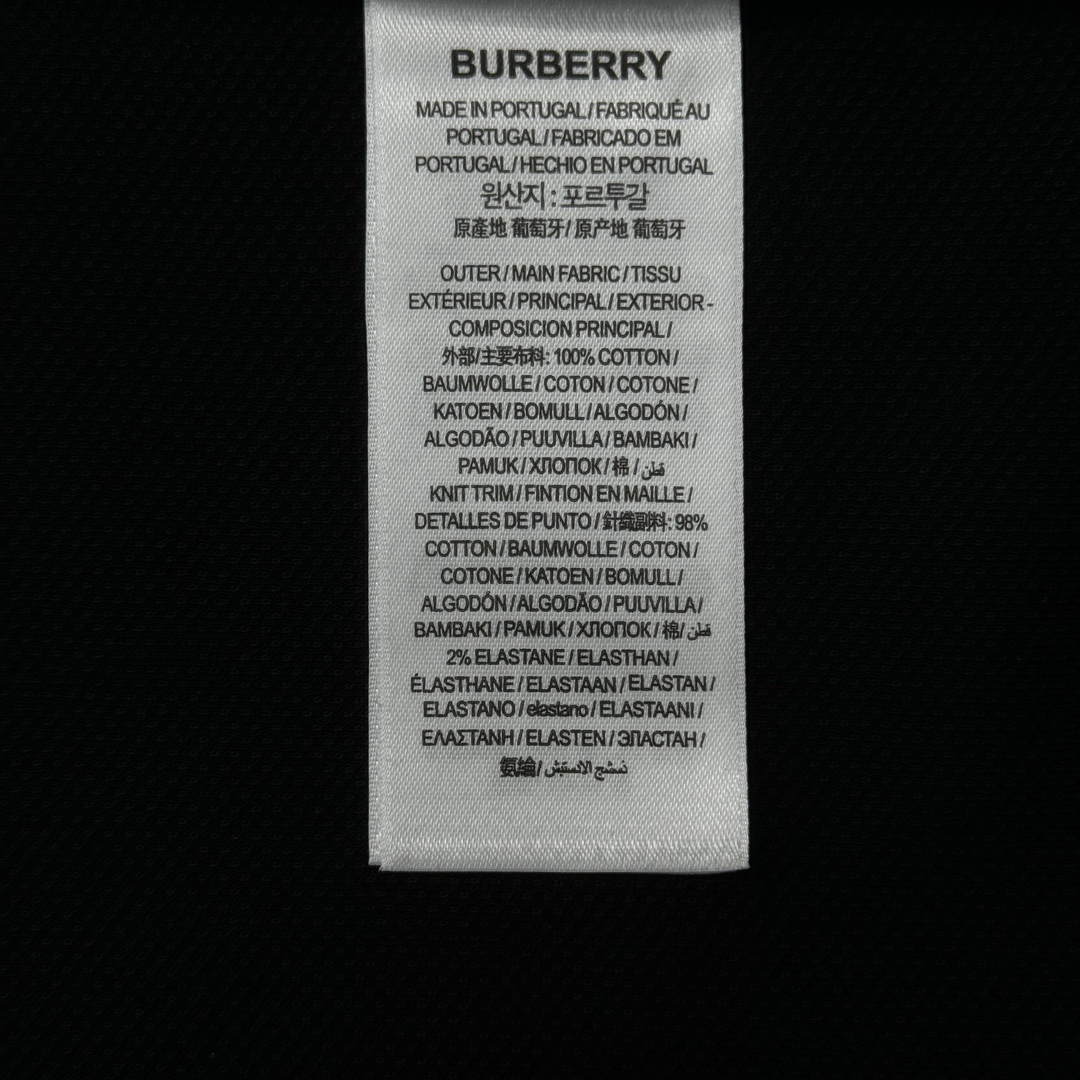 BURBERRY
MADE IN PORTUGAL / FABRIQUÉ AU
PORTUGAL / FABRICADO EM
PORTUGAL / HECHIO EN PORTUGAL
원산지 : 포르투갈
原產地 葡萄牙 / 原产地 葡萄牙
OUTER / MAIN FABRIC / TISSU
EXTÉRIEUR / PRINCIPAL / EXTERIOR -
COMPOSICION PRINCIPAL /
外部/主要布料: 100% COTTON /
BAUMWOLLE / COTON / COTONE /
KATOEN / BOMULL / ALGODÓN /
ALGODÃO / PUUVILLA / BAMBAKI /
PAMUK / ХЛОПОК / 棉 / قطن
KNIT TRIM / FINTION EN MAILLE /
DETALLES DE PUNTO / 針織副料: 98%
COTTON / BAUMWOLLE / COTON /
COTONE / KATOEN / BOMULL /
ALGODÓN / ALGODÃO / PUUVILLA /
BAMBAKI / PAMUK / ХЛОПОК / 棉/ قطن
2% ELASTANE / ELASTHAN /
ÉLASTHANE / ELASTAAN / ELASTAN /
ELASTANO / elastano / ELASTAANI /
ΕΛΑΣΤΑΝΗ / ELASTEN / ЭЛАСТАН /
氨綸 /